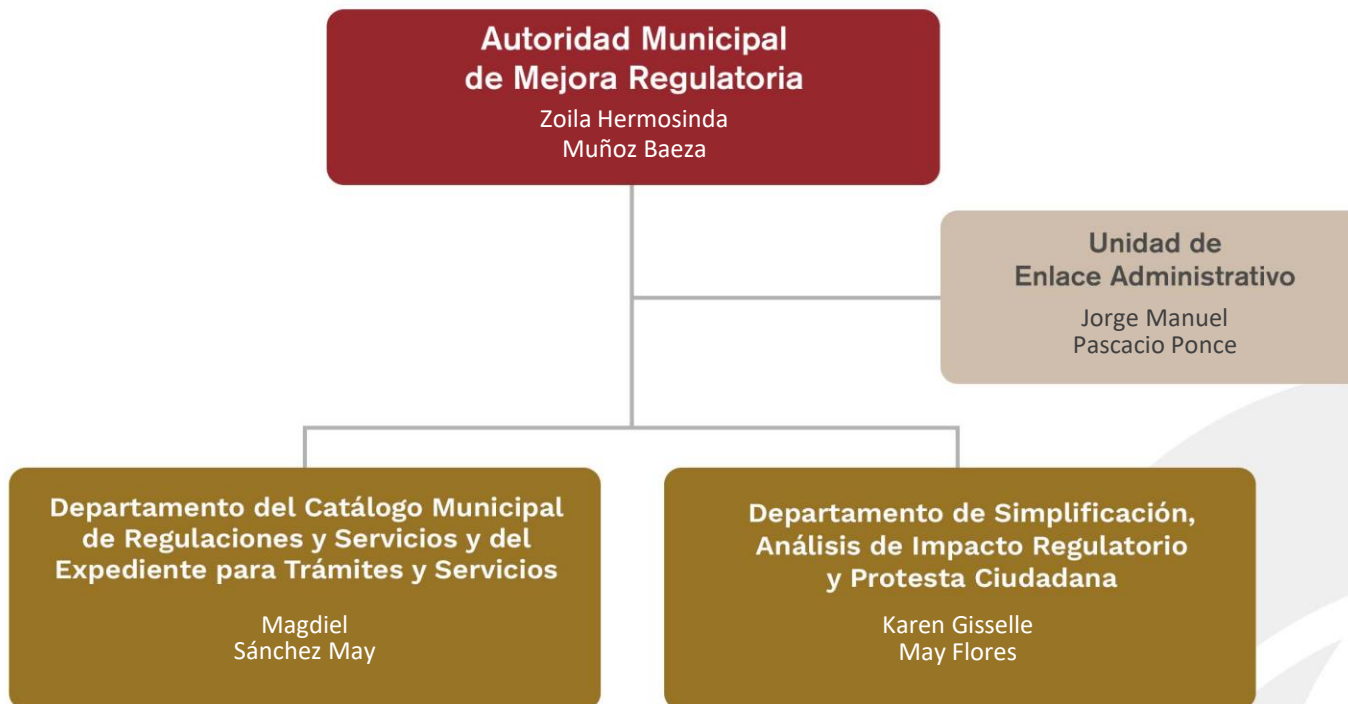 Autoridad Municipal
de Mejora Regulatoria
Zoila Hermosinda
Muñoz Baeza
Unidad de
Enlace Administrativo
Jorge Manuel
Pascacio Ponce
Departamento del Catálogo Municipal
de Regulaciones y Servicios y del
Expediente para Trámites y Servicios
Magdiel
Sánchez May
Departamento de Simplificación,
Análisis de Impacto Regulatorio
y Protesta Ciudadana
Karen Gisselle
May Flores